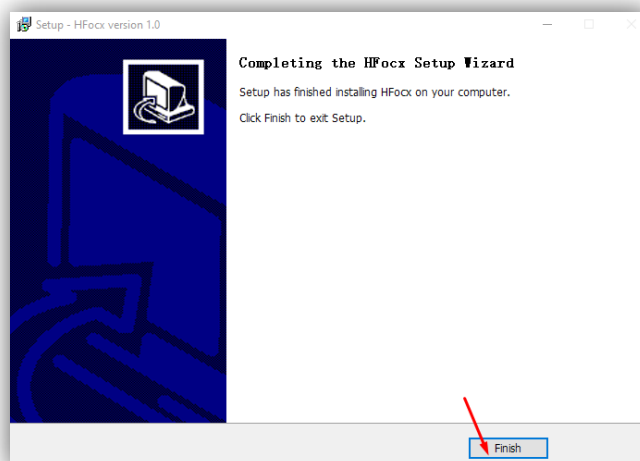 Setup - HFocx version 1.0
Completing the HFocx Setup Wizard
Setup has finished installing HFocx on your computer.
Click Finish to exit Setup.
Finish